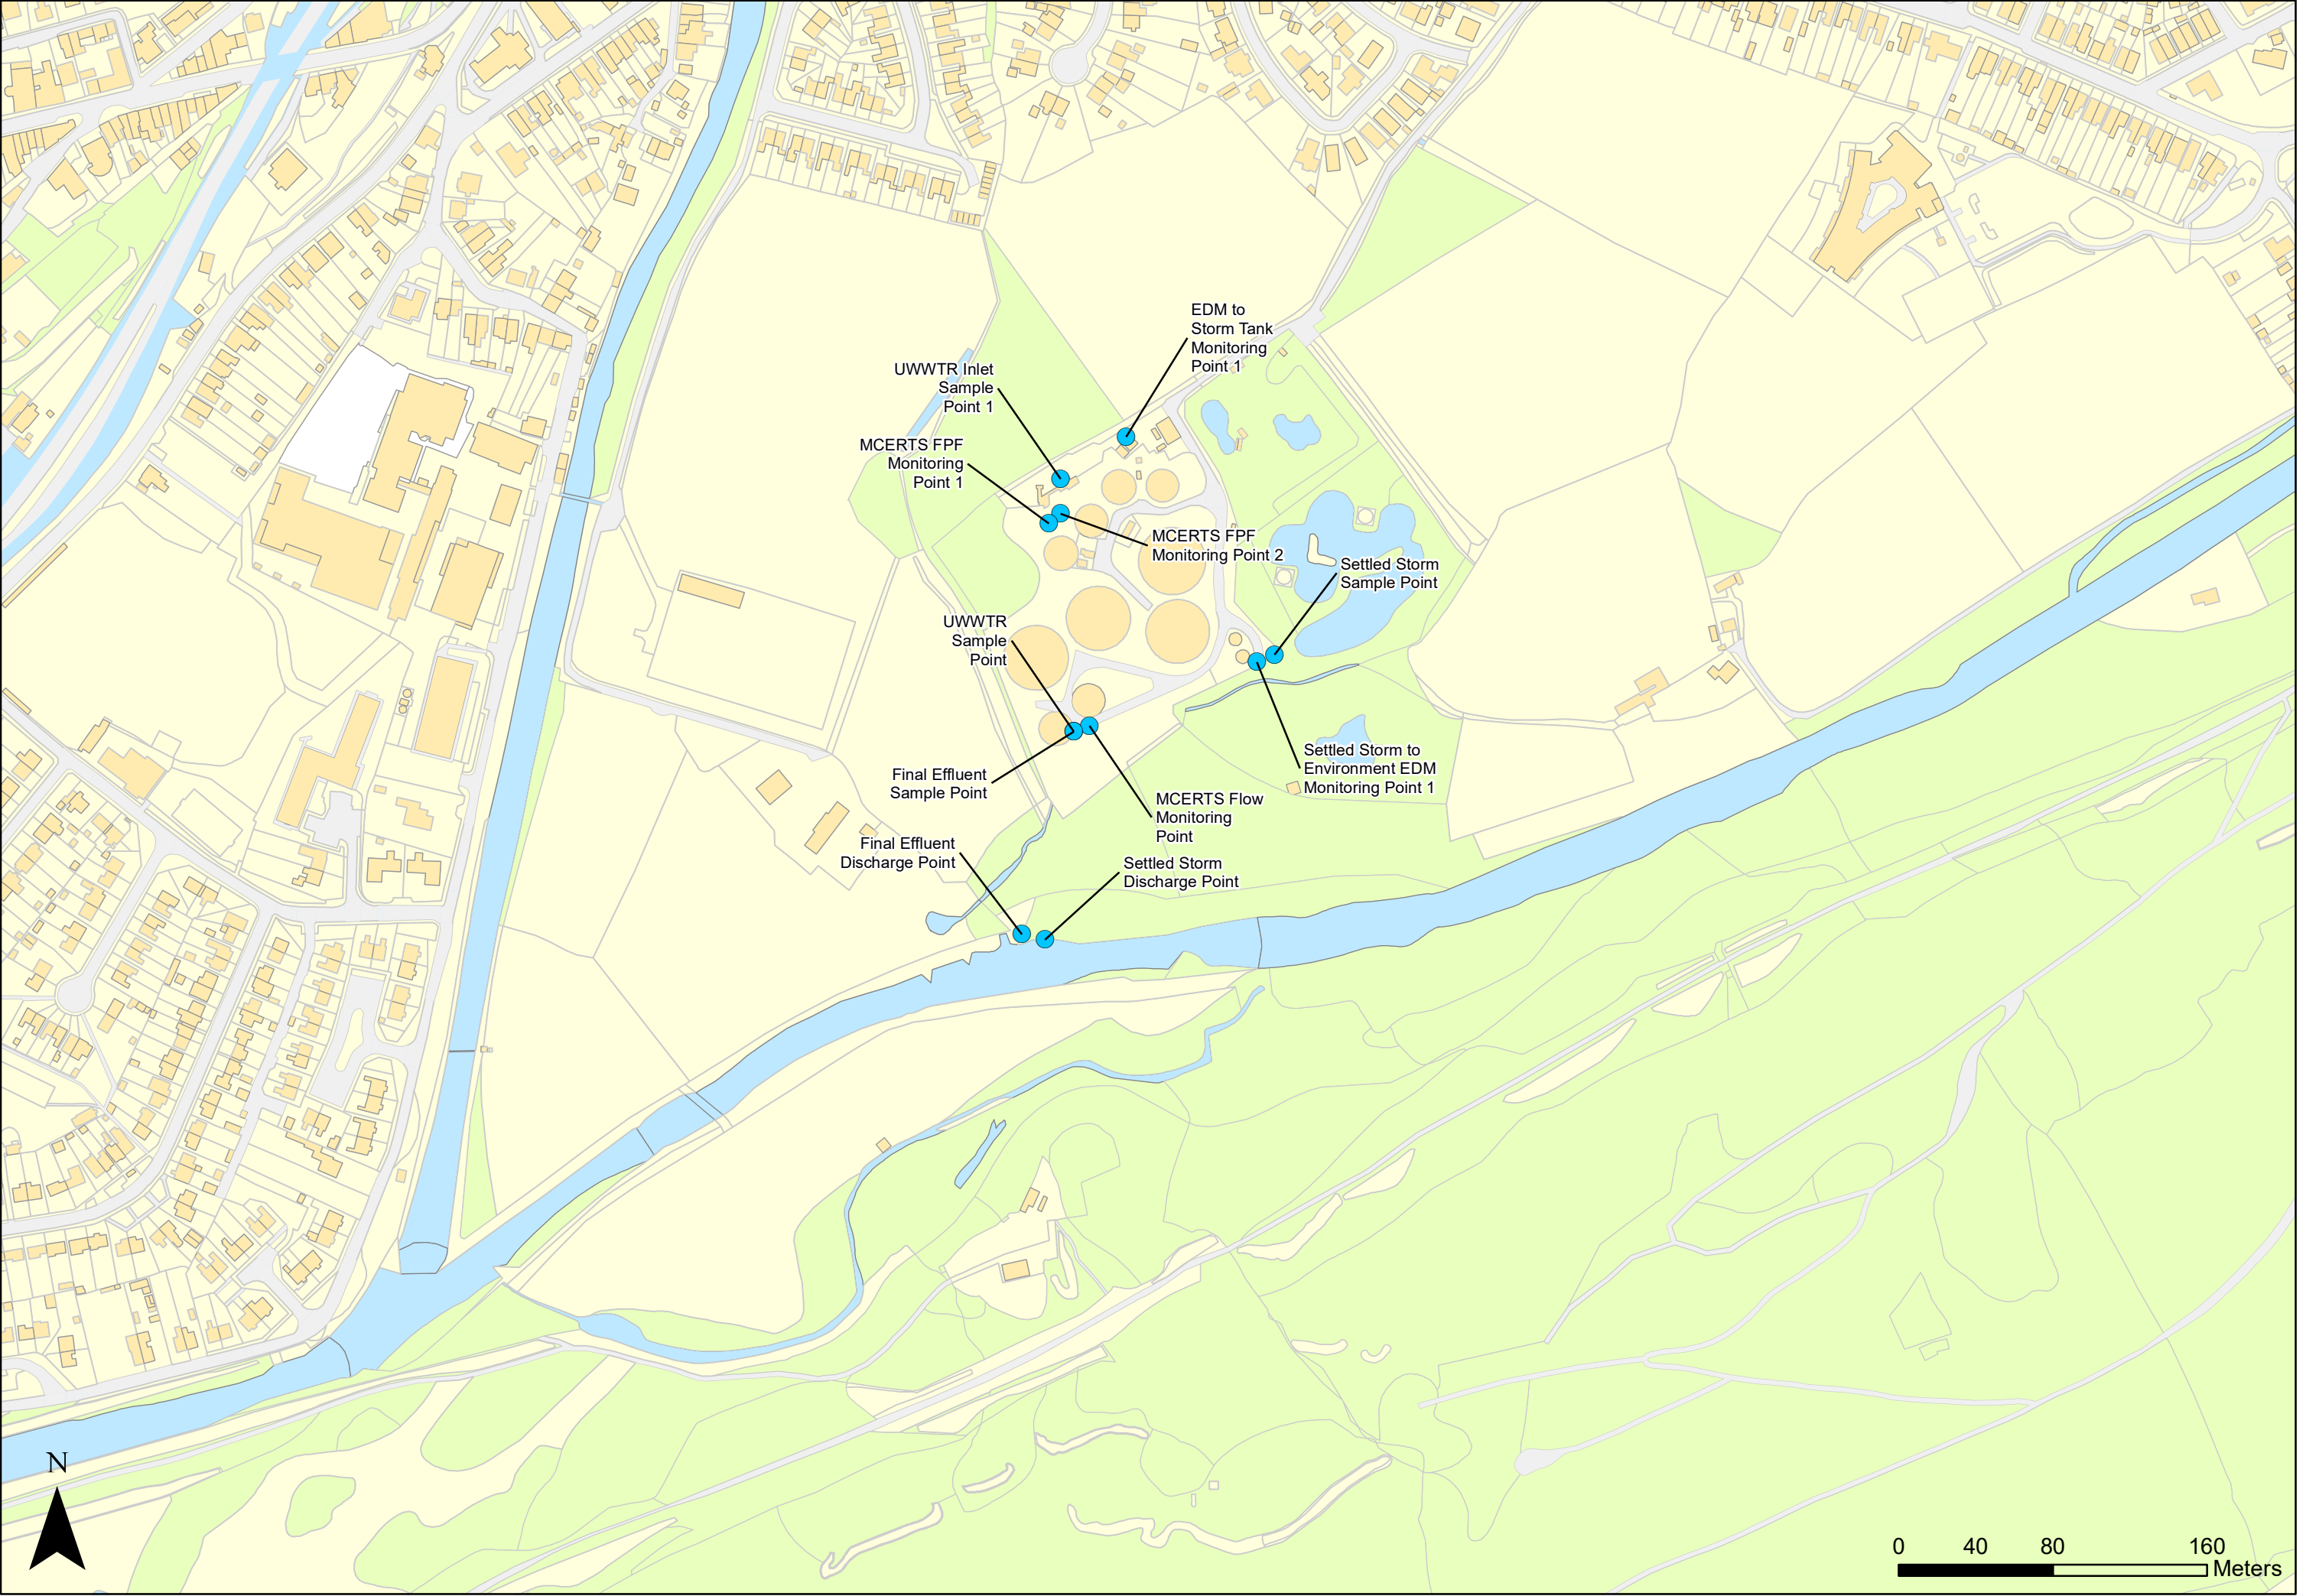 EDM to
Storm Tank
Monitoring
Point 1
UWWTR Inlet
Sample
Point 1
MCERTS FPF
Monitoring
Point 1
MCERTS FPF
Monitoring Point 2
Settled Storm
Sample Point
UWWTR
Sample
Point
Settled Storm to
Environment EDM
Monitoring Point 1
Final Effluent
Sample Point
MCERTS Flow
Monitoring
Point
Final Effluent
Discharge Point
Settled Storm
Discharge Point
N
0 40 80 160
Meters